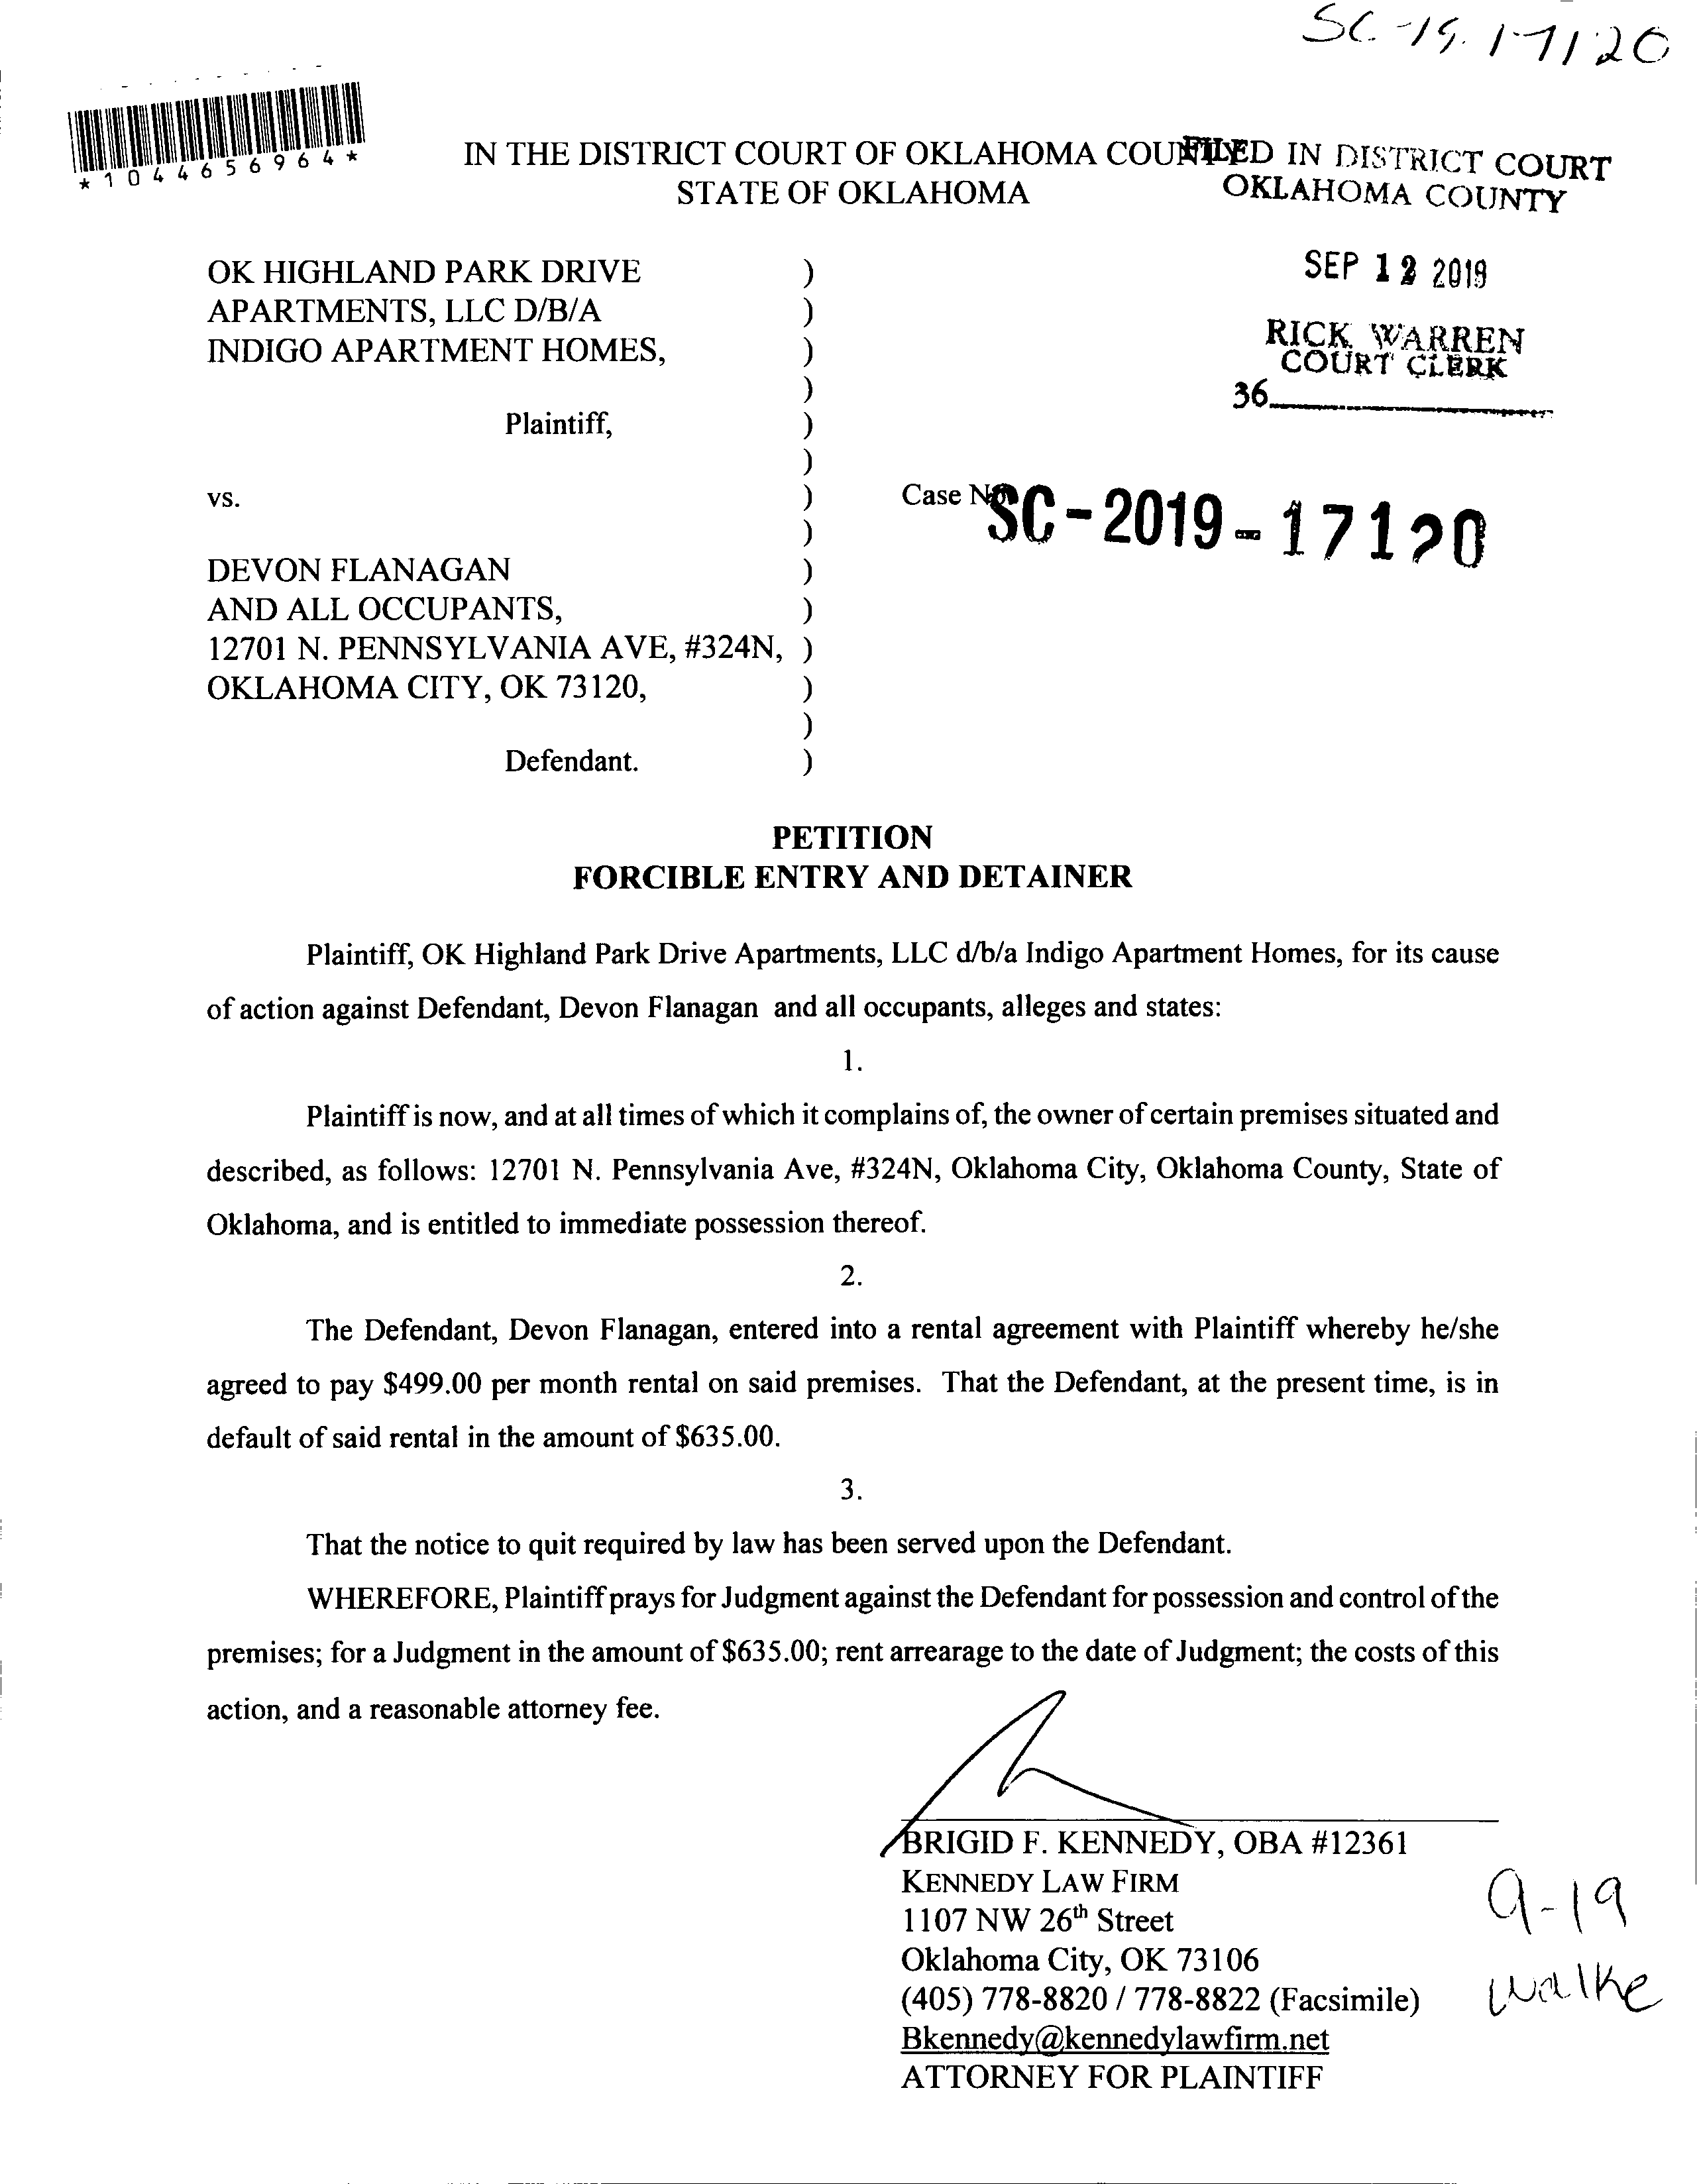 SC-19-17120
*1044656964*
IN THE DISTRICT COURT OF OKLAHOMA COUNTY
STATE OF OKLAHOMA
FILED IN DISTRICT COURT
OKLAHOMA COUNTY
SEP 12 2019
RICK WARREN
COURT CLERK
36
OK HIGHLAND PARK DRIVE )
APARTMENTS, LLC D/B/A )
INDIGO APARTMENT HOMES, )
)
Plaintiff, )
)
vs. ) Case No. SC-2019-17120
)
DEVON FLANAGAN )
AND ALL OCCUPANTS, )
12701 N. PENNSYLVANIA AVE, #324N, )
OKLAHOMA CITY, OK 73120, )
)
Defendant. )
PETITION
FORCIBLE ENTRY AND DETAINER
Plaintiff, OK Highland Park Drive Apartments, LLC d/b/a Indigo Apartment Homes, for its cause
of action against Defendant, Devon Flanagan and all occupants, alleges and states:
1.
Plaintiff is now, and at all times of which it complains of, the owner of certain premises situated and
described, as follows: 12701 N. Pennsylvania Ave, #324N, Oklahoma City, Oklahoma County, State of
Oklahoma, and is entitled to immediate possession thereof.
2.
The Defendant, Devon Flanagan, entered into a rental agreement with Plaintiff whereby he/she
agreed to pay $499.00 per month rental on said premises. That the Defendant, at the present time, is in
default of said rental in the amount of $635.00.
3.
That the notice to quit required by law has been served upon the Defendant.
WHEREFORE, Plaintiff prays for Judgment against the Defendant for possession and control of the
premises; for a Judgment in the amount of $635.00; rent arrearage to the date of Judgment; the costs of this
action, and a reasonable attorney fee.
BRIGID F. KENNEDY, OBA #12361
KENNEDY LAW FIRM
1107 NW 26th Street
Oklahoma City, OK 73106
(405) 778-8820 / 778-8822 (Facsimile)
Bkennedy@kennedylawfirm.net
ATTORNEY FOR PLAINTIFF
9-19
walke